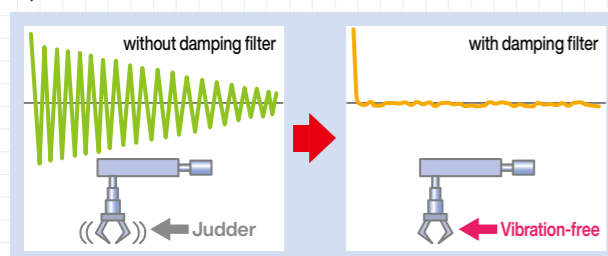 without damping filter
with damping filter
Judder
Vibration-free